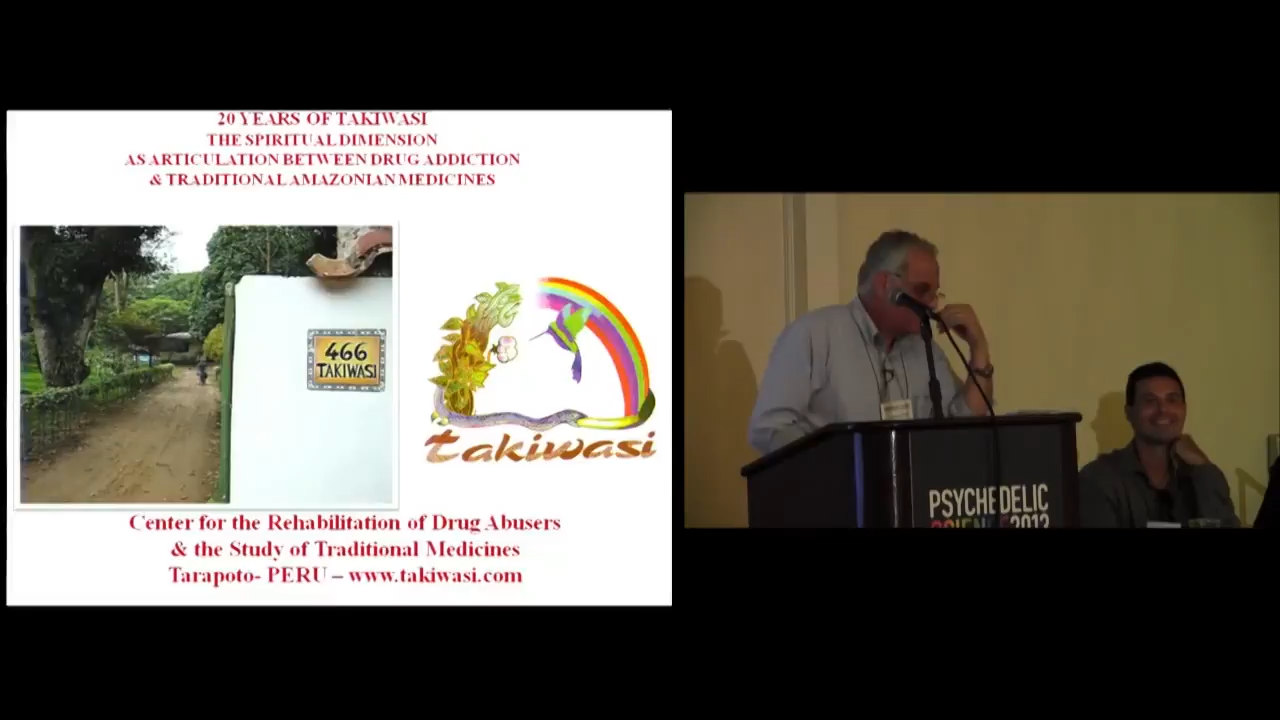 20 YEARS OF TAKIWASI
THE SPIRITUAL DIMENSION
AS ARTICULATION BETWEEN DRUG ADDICTION
& TRADITIONAL AMAZONIAN MEDICINES
466
TAKIWASI
takiwasi
Center for the Rehabilitation of Drug Abusers
& the Study of Traditional Medicines
Tarapoto- PERU – www.takiwasi.com
PSYCHEDELIC
SCIENCE2013